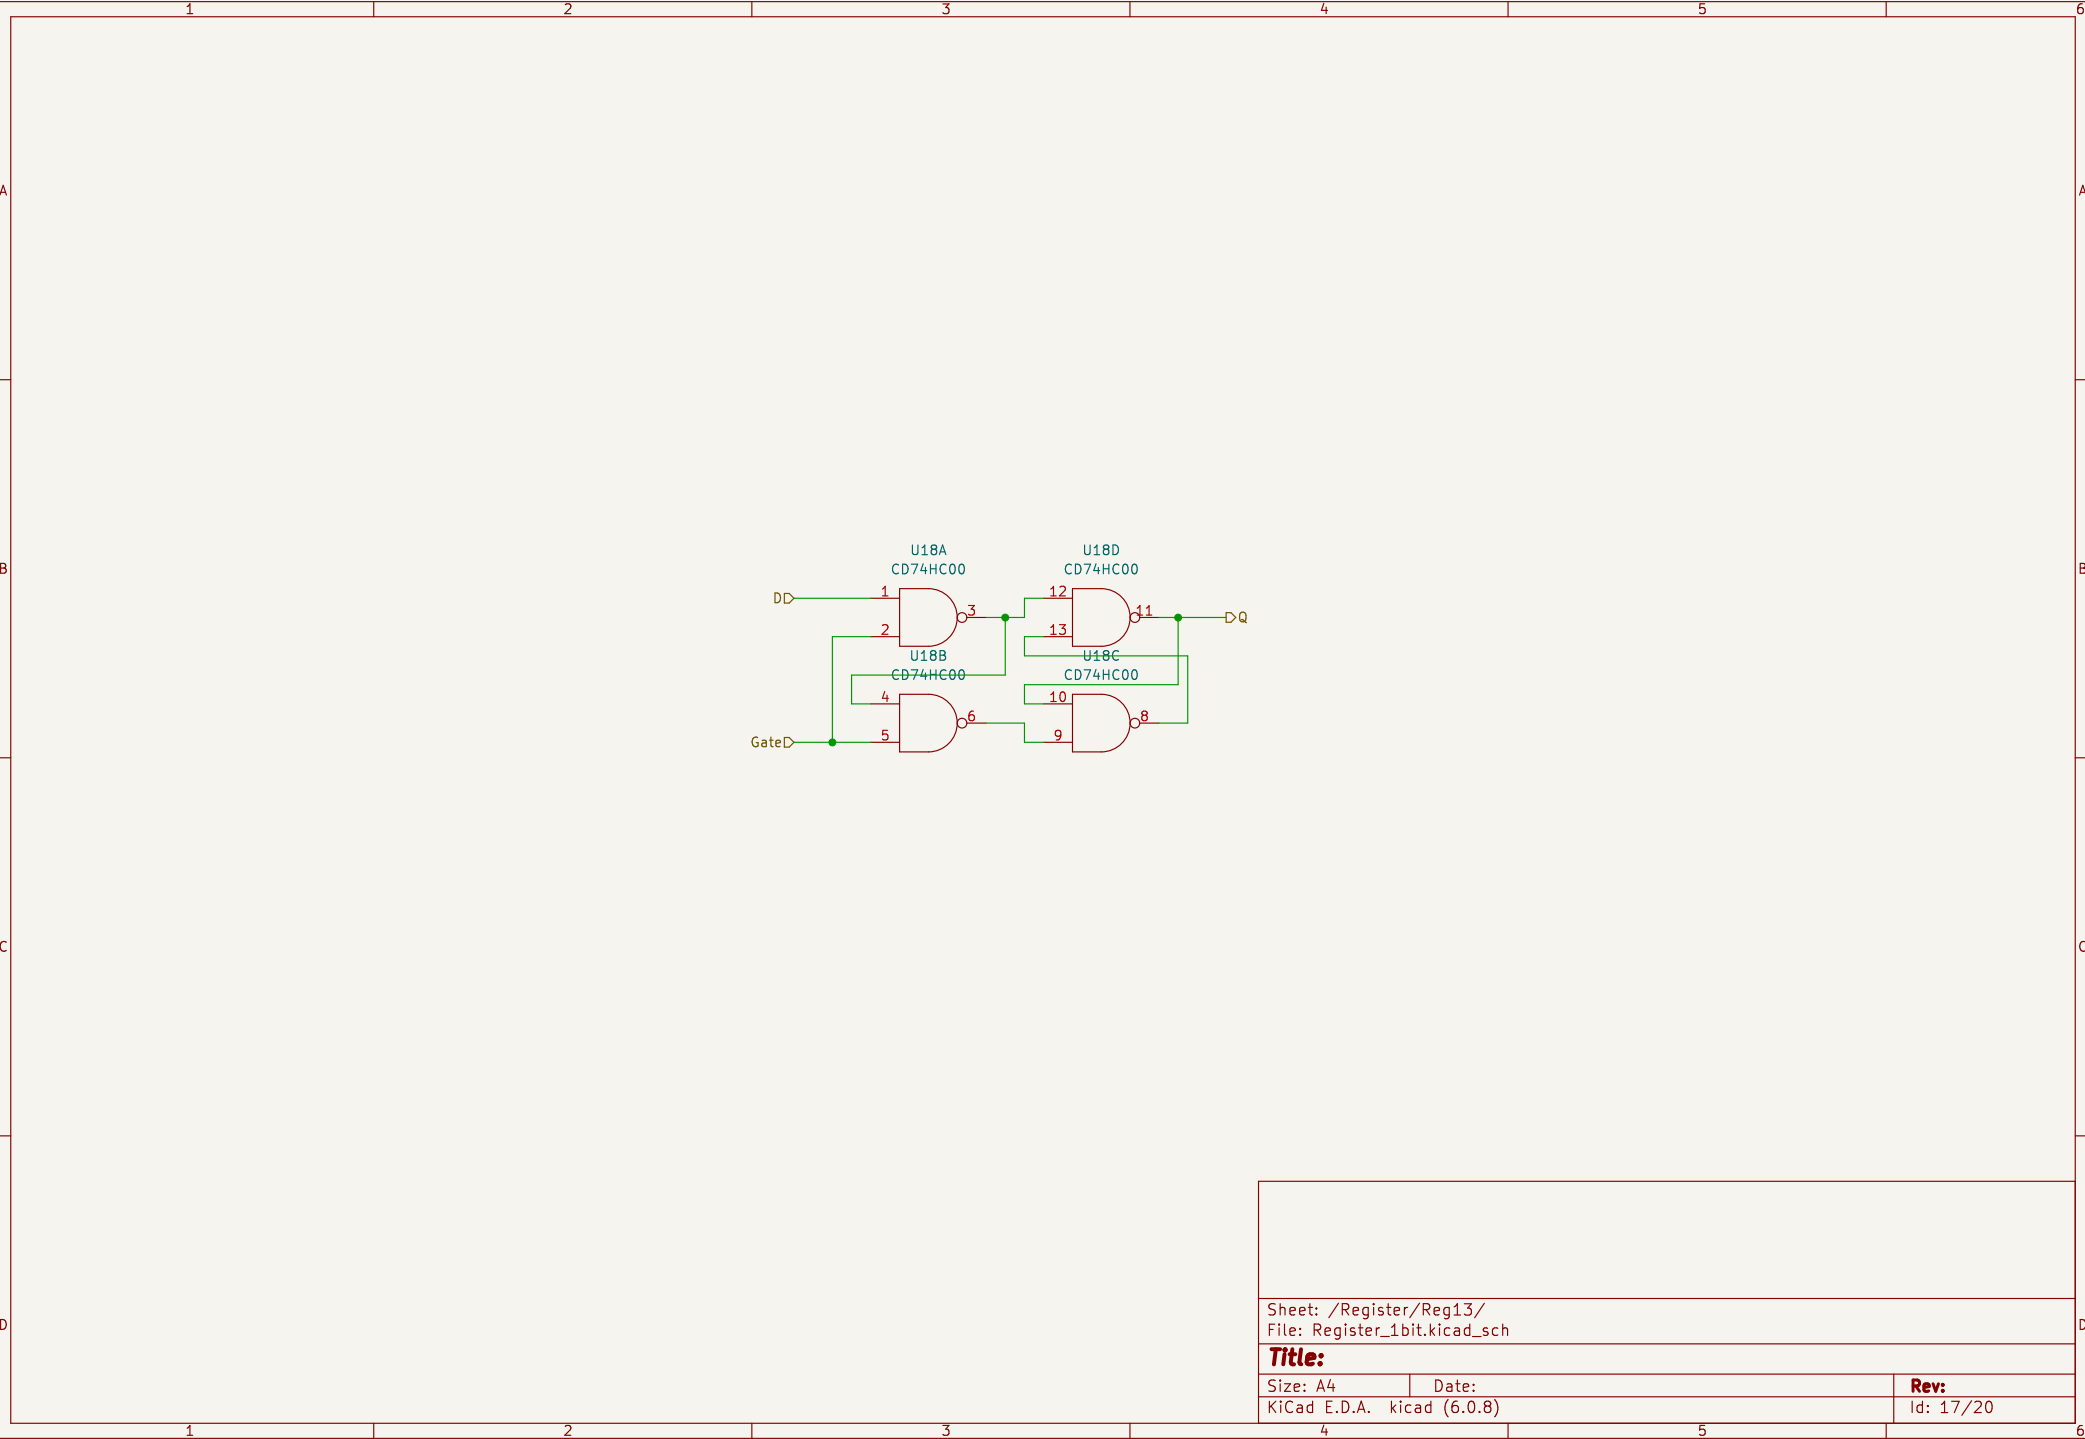 1 2 3 4 5 6
A A
U18A U18D
B CD74HC00 CD74HC00 B
D 1 3 12 11 Q
2 13
U18B U18C
CD74HC00 CD74HC00
4 6 10 8
Gate 5 9
C C
Sheet: /Register/Reg13/
D File: Register_1bit.kicad_sch D
Title:
Size: A4 Date: Rev:
KiCad E.D.A. kicad (6.0.8) Id: 17/20
1 2 3 4 5 6